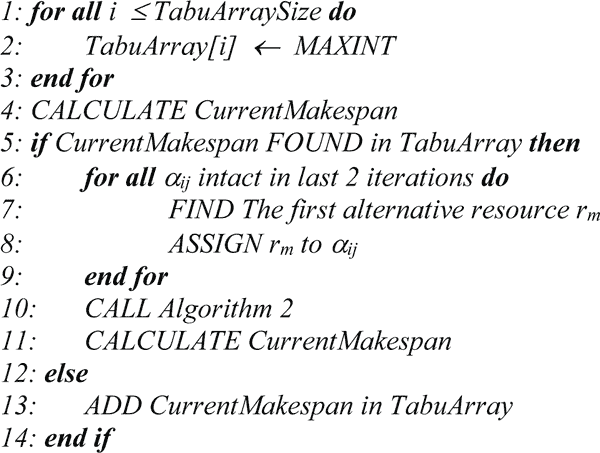 1: for all i ≤TabuArraySize do
2: TabuArray[i] ← MAXINT
3: end for
4: CALCULATE CurrentMakespan
5: if CurrentMakespan FOUND in TabuArray then
6: for all αij intact in last 2 iterations do
7: FIND The first alternative resource rm
8: ASSIGN rm to αij
9: end for
10: CALL Algorithm 2
11: CALCULATE CurrentMakespan
12: else
13: ADD CurrentMakespan in TabuArray
14: end if